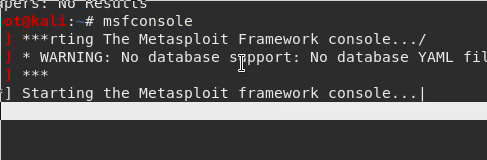 apers: No Results
ot@kali:~# msfconsole
] ***rting The Metasploit Framework console.../
] * WARNING: No database support: No database YAML fil
] ***
] Starting the Metasploit framework console...|